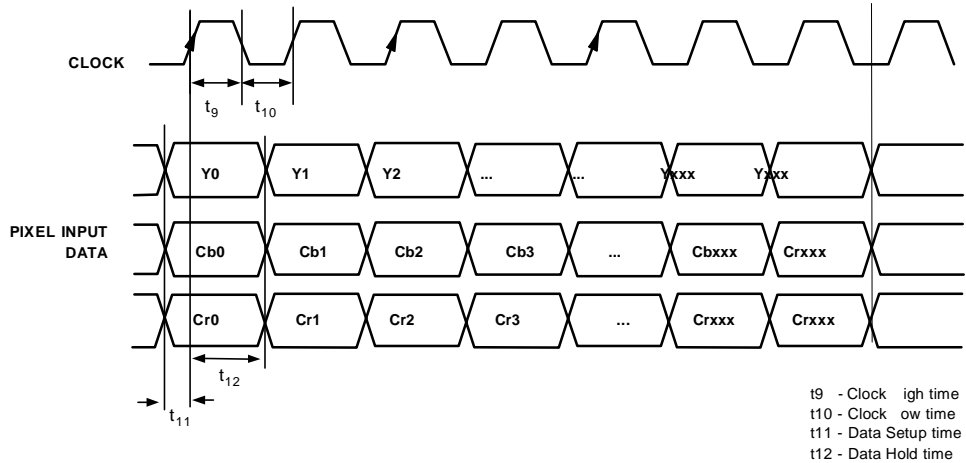 CLOCK
t9
t10
Y0 Y1 Y2 ... ... Yxxx Yxxx
PIXEL INPUT
DATA
Cb0 Cb1 Cb2 Cb3 ... Cbxxx Crxxx
Cr0 Cr1 Cr2 Cr3 ... Crxxx Crxxx
t12
t11
t9 - Clock igh time
t10 - Clock ow time
t11 - Data Setup time
t12 - Data Hold time